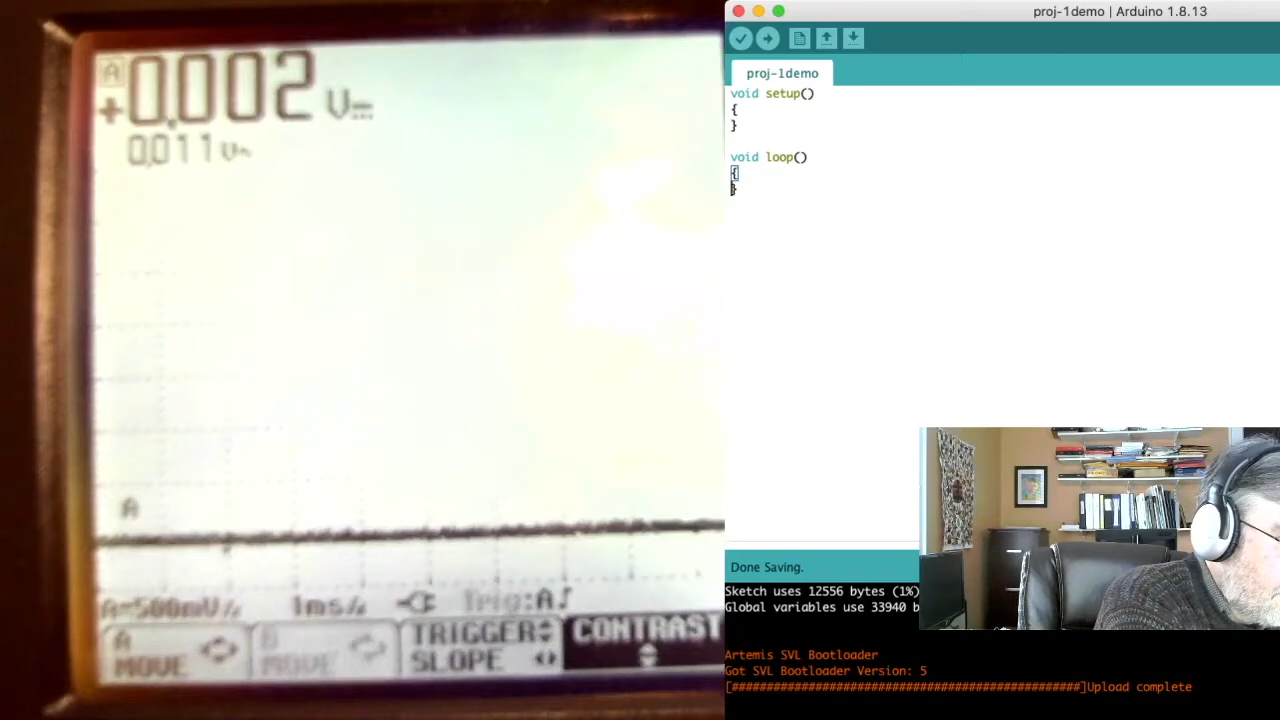 A
+0.002 V
0.011 V~
A
A=500mV/ 1ms/ Trig:A
A
MOVE
B
MOVE
TRIGGER
SLOPE
CONTRAST
proj-1demo | Arduino 1.8.13
proj-1demo
void setup()
{
}
void loop()
{
}
Done Saving.
Sketch uses 12556 bytes (1%)
Global variables use 33940 b
Artemis SVL Bootloader
Got SVL Bootloader Version: 5
[##################################################]Upload complete